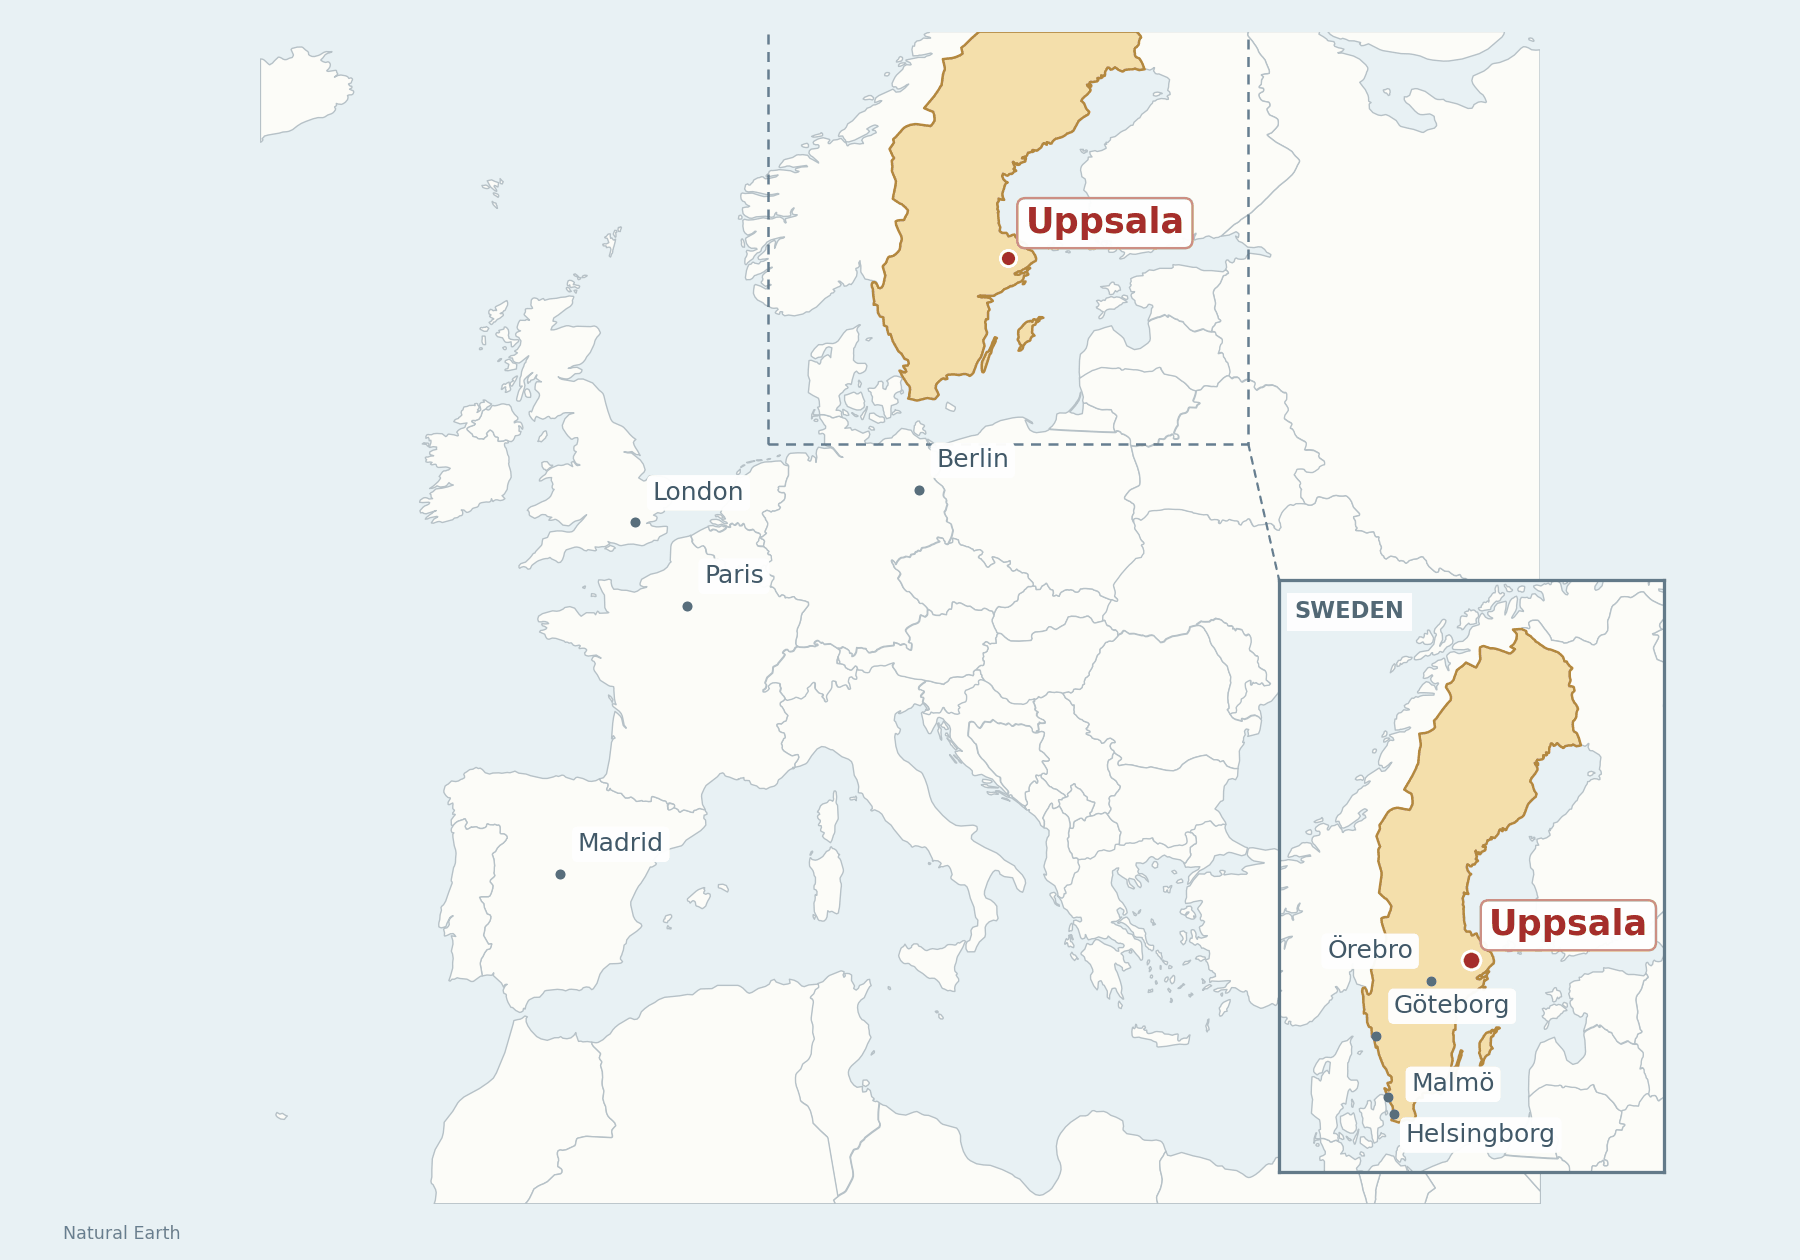 Uppsala
Berlin
London
Paris
SWEDEN
Madrid
Uppsala
Örebro
Göteborg
Malmö
Helsingborg
Natural Earth